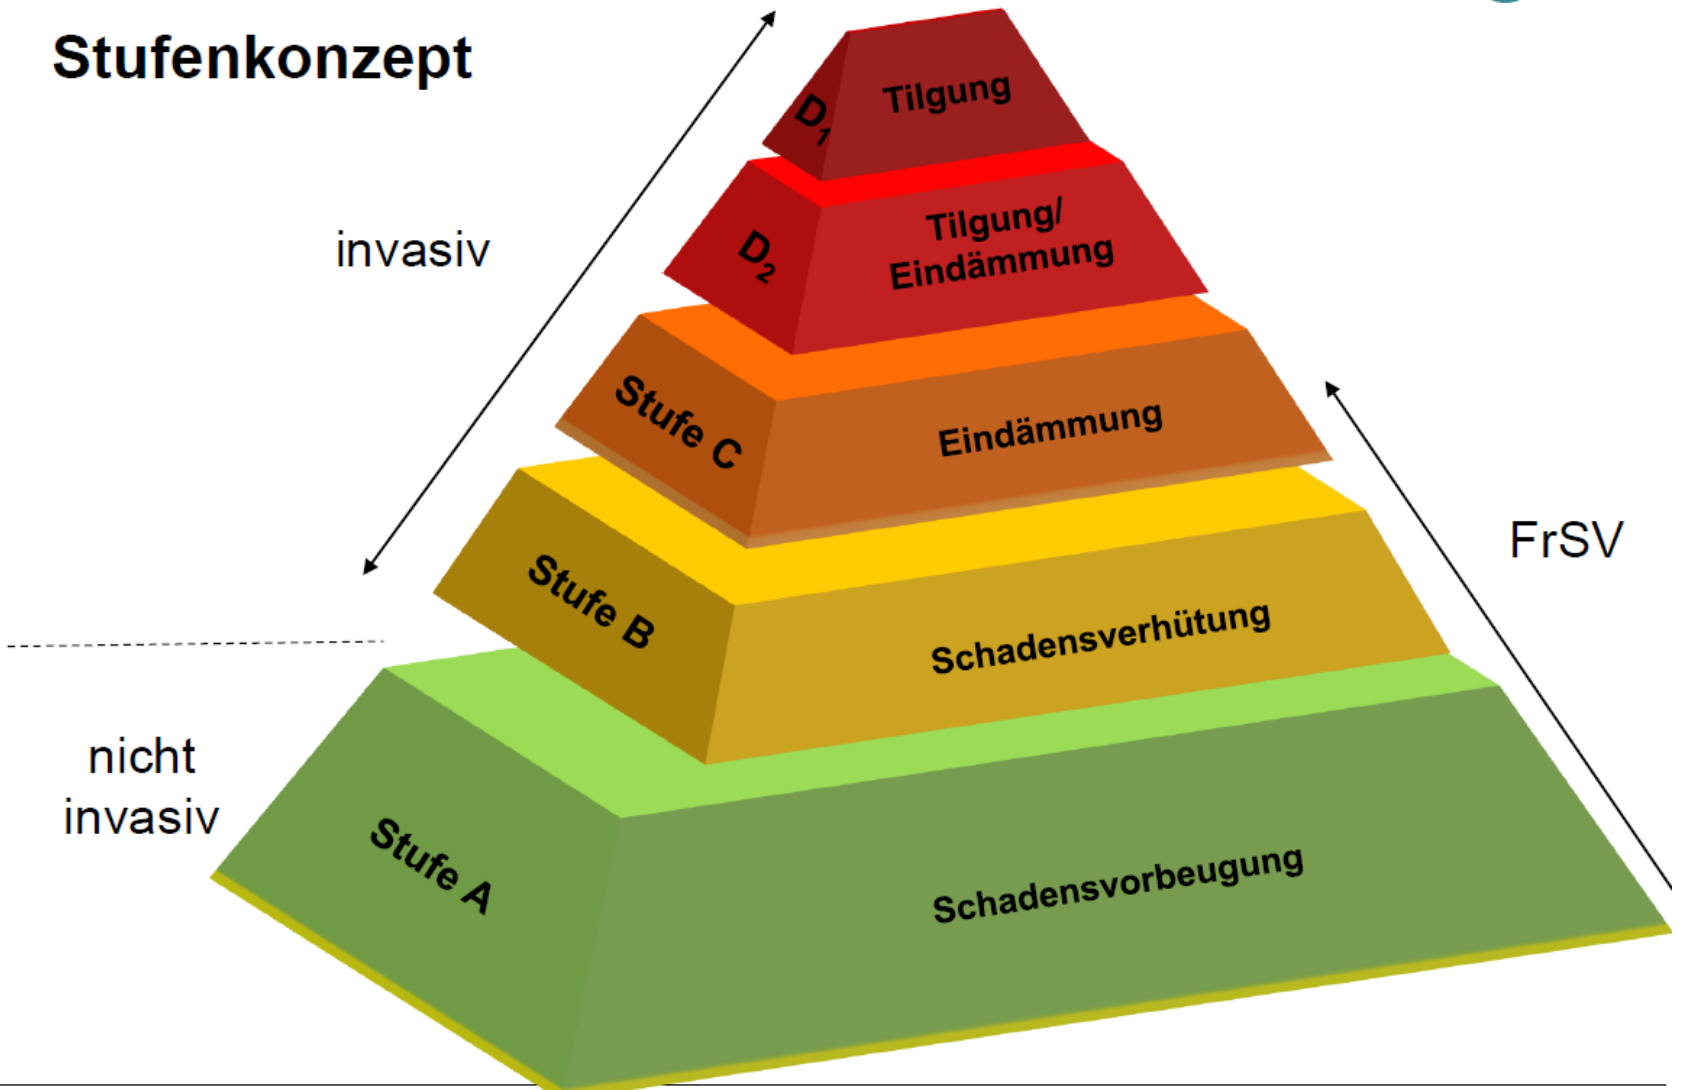 Stufenkonzept
D1
Tilgung
D2
Tilgung/
Eindämmung
invasiv
Stufe C
Eindämmung
FrSV
Stufe B
Schadensverhütung
nicht
invasiv
Stufe A
Schadensvorbeugung